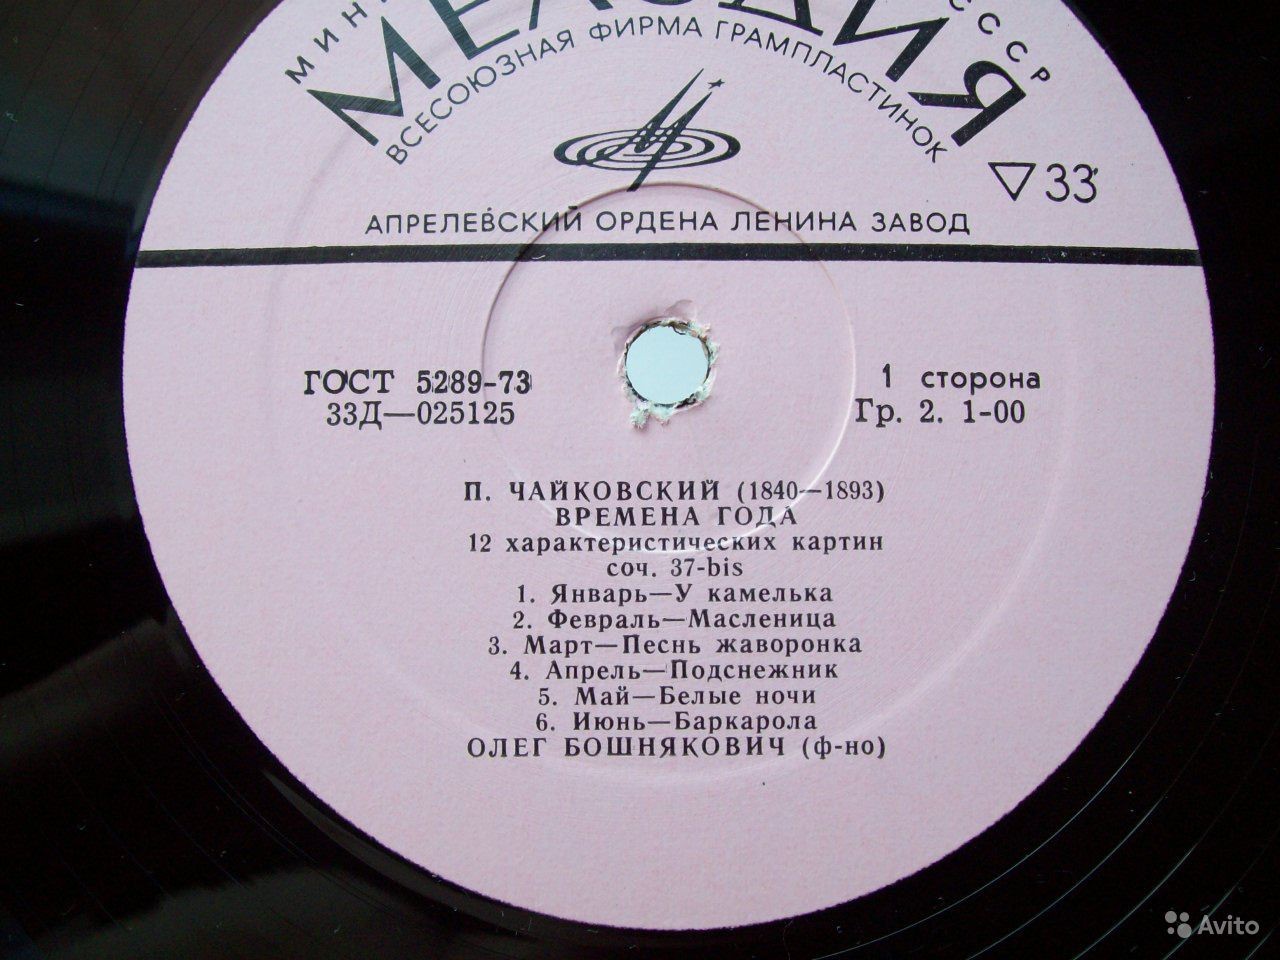 СССР
ВСЕСОЮЗНАЯ ФИРМА ГРАМПЛАСТИНОК
33
АПРЕЛЕВСКИЙ ОРДЕНА ЛЕНИНА ЗАВОД
ГОСТ 5289-73
33Д—025125
1 сторона
Гр. 2. 1-00
П. ЧАЙКОВСКИЙ (1840—1893)
ВРЕМЕНА ГОДА
12 характеристических картин
соч. 37-bis
1. Январь—У камелька
2. Февраль—Масленица
3. Март—Песнь жаворонка
4. Апрель—Подснежник
5. Май—Белые ночи
6. Июнь—Баркарола
ОЛЕГ БОШНЯКОВИЧ (ф-но)
Avito